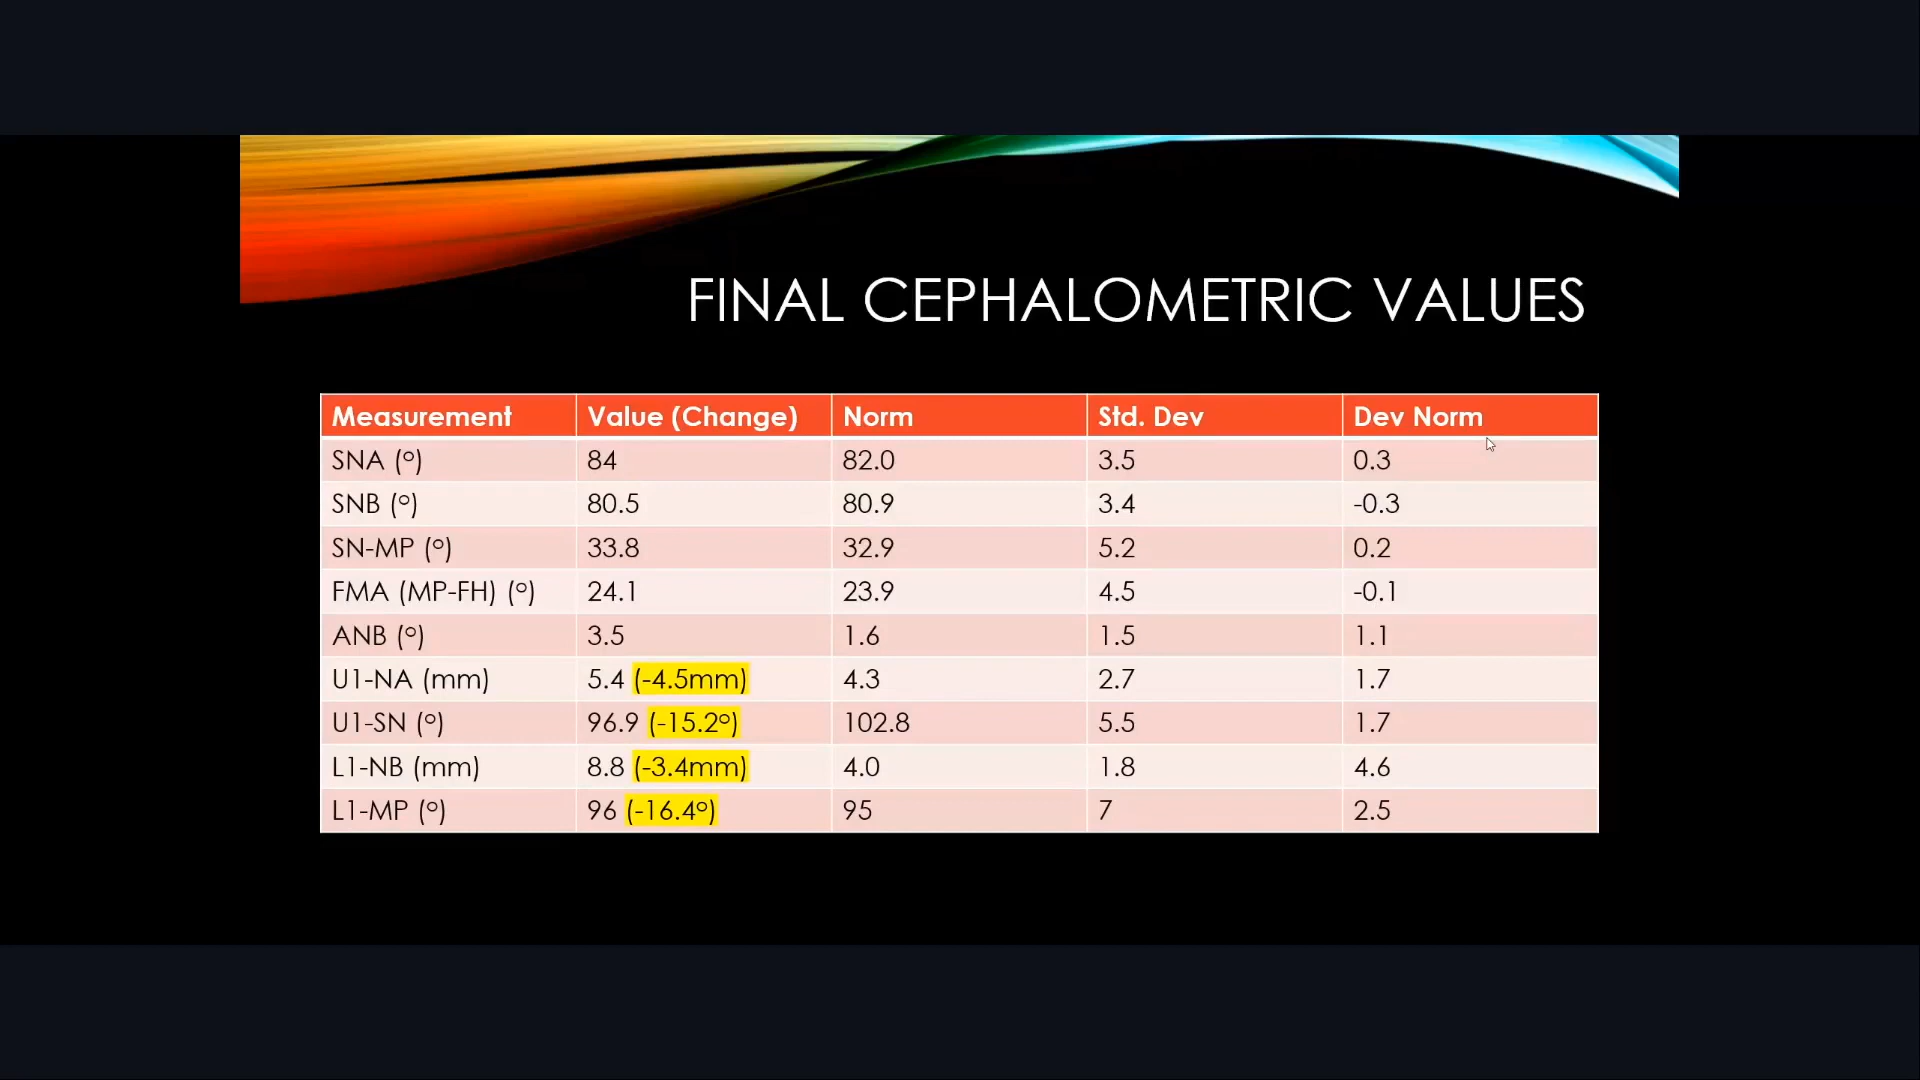 FINAL CEPHALOMETRIC VALUES
Measurement Value (Change) Norm Std. Dev Dev Norm
SNA (º) 84 82.0 3.5 0.3
SNB (º) 80.5 80.9 3.4 -0.3
SN-MP (º) 33.8 32.9 5.2 0.2
FMA (MP-FH) (º) 24.1 23.9 4.5 -0.1
ANB (º) 3.5 1.6 1.5 1.1
U1-NA (mm) 5.4 (-4.5mm) 4.3 2.7 1.7
U1-SN (º) 96.9 (-15.2º) 102.8 5.5 1.7
L1-NB (mm) 8.8 (-3.4mm) 4.0 1.8 4.6
L1-MP (º) 96 (-16.4º) 95 7 2.5